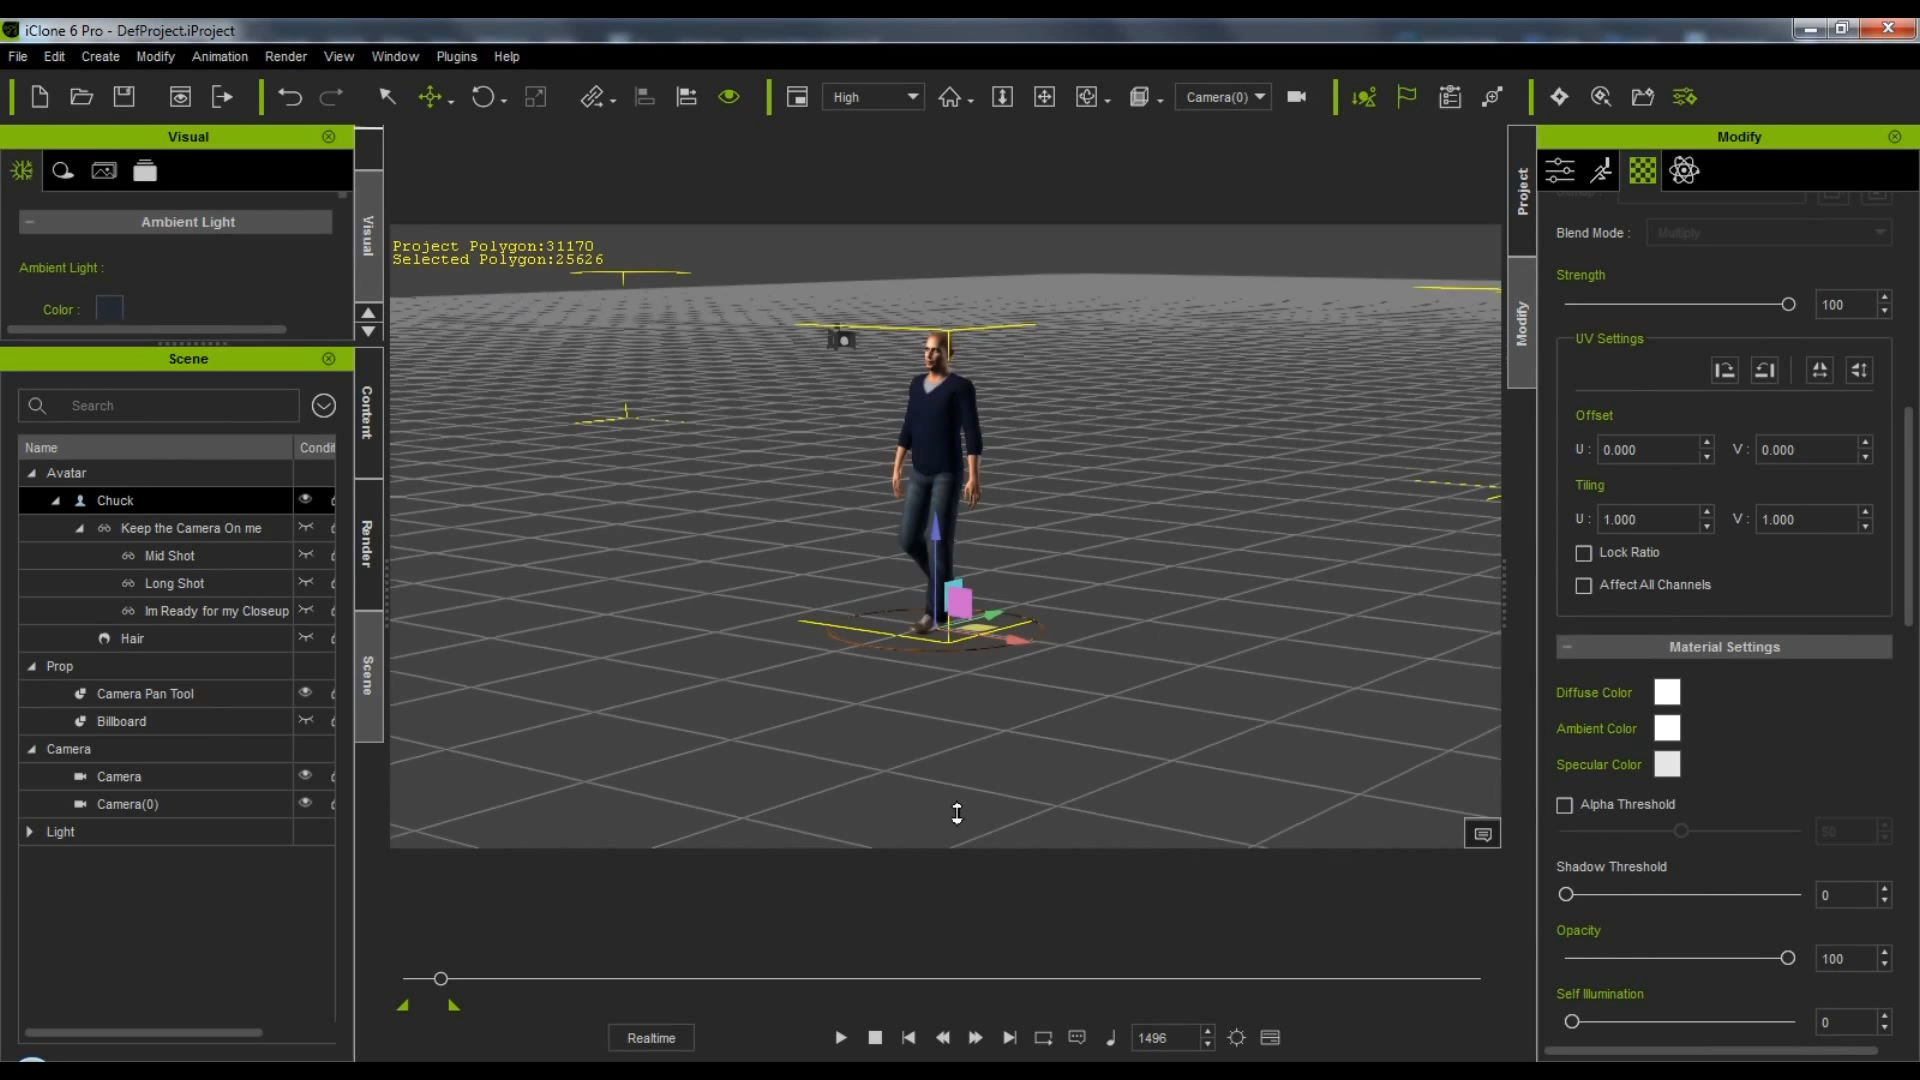 iClone 6 Pro - DefProject.iProject
File Edit Create Modify Animation Render View Window Plugins Help
High
Camera(0)
Visual
Ambient Light
Ambient Light :
Color :
Scene
Search
Name Condit
Avatar
Chuck
Keep the Camera On me
Mid Shot
Long Shot
Im Ready for my Closeup
Hair
Prop
Camera Pan Tool
Billboard
Camera
Camera
Camera(0)
Light
Visual
Content
Render
Scene
Project Polygon:31170
Selected Polygon:25626
Realtime
1496
Project
Modify
Modify
Blend Mode : Multiply
Strength
100
UV Settings
Offset
U : 0.000 V : 0.000
Tiling
U : 1.000 V : 1.000
Lock Ratio
Affect All Channels
Material Settings
Diffuse Color
Ambient Color
Specular Color
Alpha Threshold
50
Shadow Threshold
0
Opacity
100
Self Illumination
0